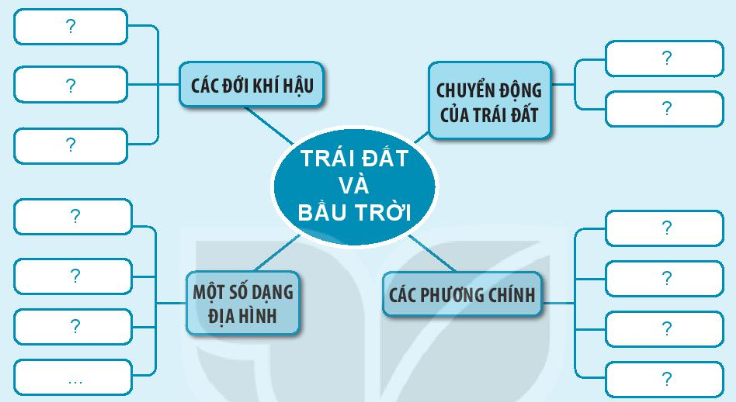 ?
?
?
CÁC ĐỚI KHÍ HẬU
CHUYỂN ĐỘNG
CỦA TRÁI ĐẤT
?
?
TRÁI ĐẤT
VÀ
BẦU TRỜI
?
?
?
...
MỘT SỐ DẠNG
ĐỊA HÌNH
CÁC PHƯƠNG CHÍNH
?
?
?
?